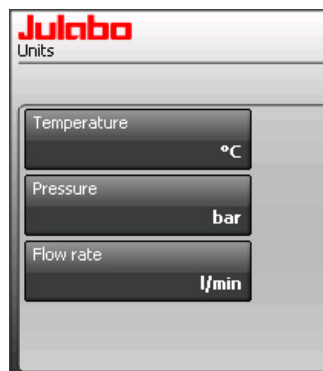 Julabo
Units
Temperature
°C
Pressure
bar
Flow rate
l/min